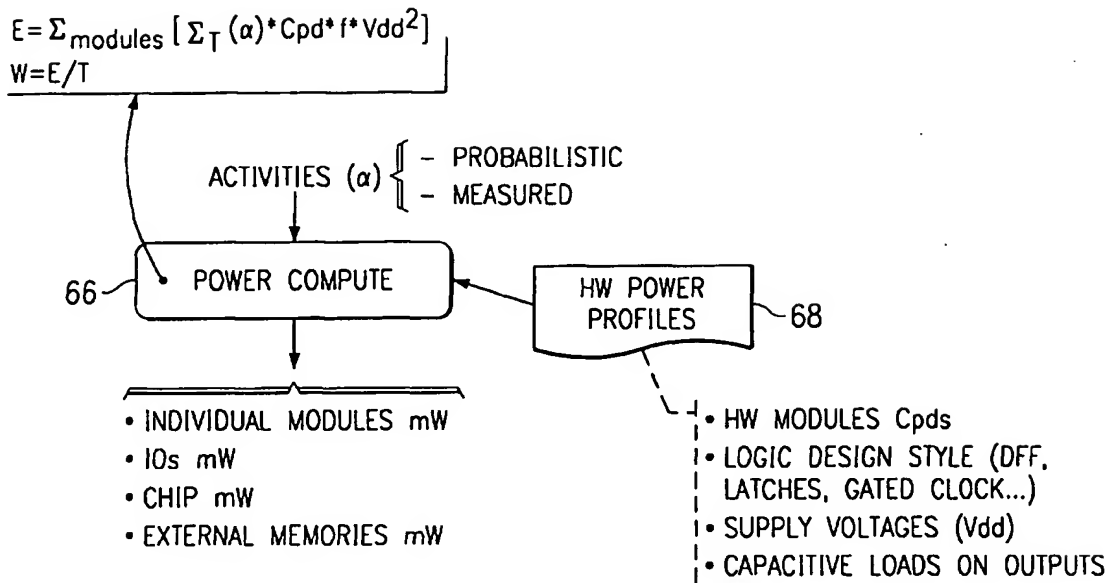 E=Σmodules [ΣT (α)*Cpd*f*Vdd²]
W=E/T
ACTIVITIES (α)
- PROBABILISTIC
- MEASURED
66
POWER COMPUTE
HW POWER
PROFILES
68
• INDIVIDUAL MODULES mW
• IOs mW
• CHIP mW
• EXTERNAL MEMORIES mW
• HW MODULES Cpds
• LOGIC DESIGN STYLE (DFF,
LATCHES, GATED CLOCK...)
• SUPPLY VOLTAGES (Vdd)
• CAPACITIVE LOADS ON OUTPUTS